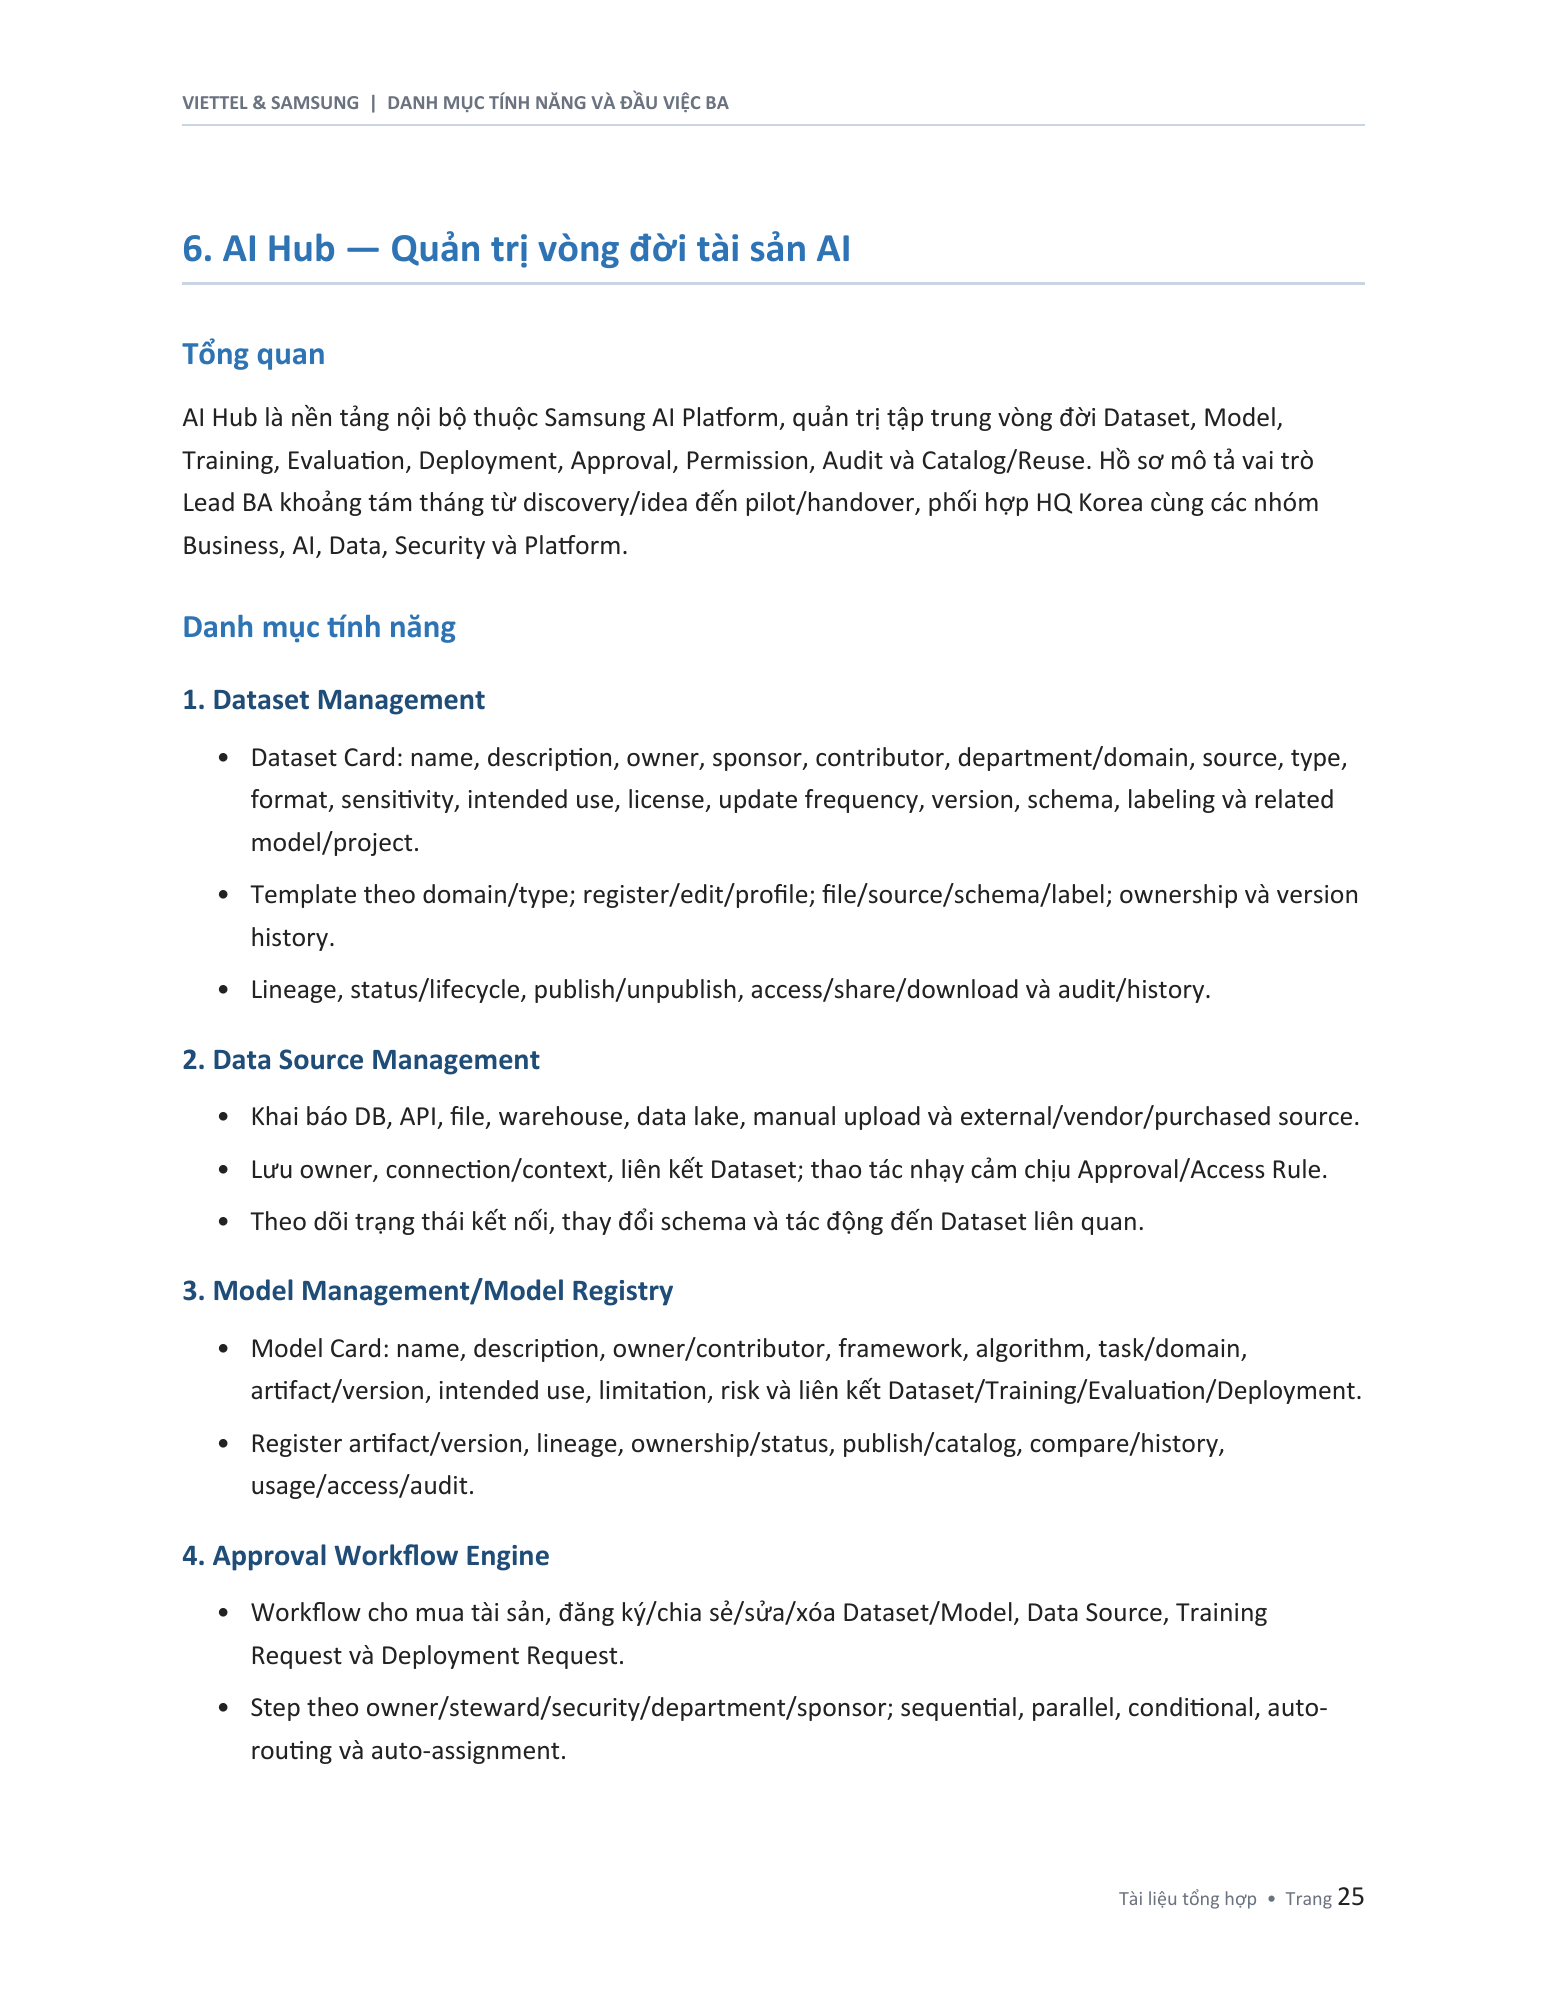 VIETTEL & SAMSUNG | DANH MỤC TÍNH NĂNG VÀ ĐẦU VIỆC BA
6. AI Hub — Quản trị vòng đời tài sản AI
Tổng quan
AI Hub là nền tảng nội bộ thuộc Samsung AI Platform, quản trị tập trung vòng đời Dataset, Model,
Training, Evaluation, Deployment, Approval, Permission, Audit và Catalog/Reuse. Hồ sơ mô tả vai trò
Lead BA khoảng tám tháng từ discovery/idea đến pilot/handover, phối hợp HQ Korea cùng các nhóm
Business, AI, Data, Security và Platform.
Danh mục tính năng
1. Dataset Management
• Dataset Card: name, description, owner, sponsor, contributor, department/domain, source, type,
format, sensitivity, intended use, license, update frequency, version, schema, labeling và related
model/project.
• Template theo domain/type; register/edit/profile; file/source/schema/label; ownership và version
history.
• Lineage, status/lifecycle, publish/unpublish, access/share/download và audit/history.
2. Data Source Management
• Khai báo DB, API, file, warehouse, data lake, manual upload và external/vendor/purchased source.
• Lưu owner, connection/context, liên kết Dataset; thao tác nhạy cảm chịu Approval/Access Rule.
• Theo dõi trạng thái kết nối, thay đổi schema và tác động đến Dataset liên quan.
3. Model Management/Model Registry
• Model Card: name, description, owner/contributor, framework, algorithm, task/domain,
artifact/version, intended use, limitation, risk và liên kết Dataset/Training/Evaluation/Deployment.
• Register artifact/version, lineage, ownership/status, publish/catalog, compare/history,
usage/access/audit.
4. Approval Workflow Engine
• Workflow cho mua tài sản, đăng ký/chia sẻ/sửa/xóa Dataset/Model, Data Source, Training
Request và Deployment Request.
• Step theo owner/steward/security/department/sponsor; sequential, parallel, conditional, auto-
routing và auto-assignment.
Tài liệu tổng hợp • Trang 25